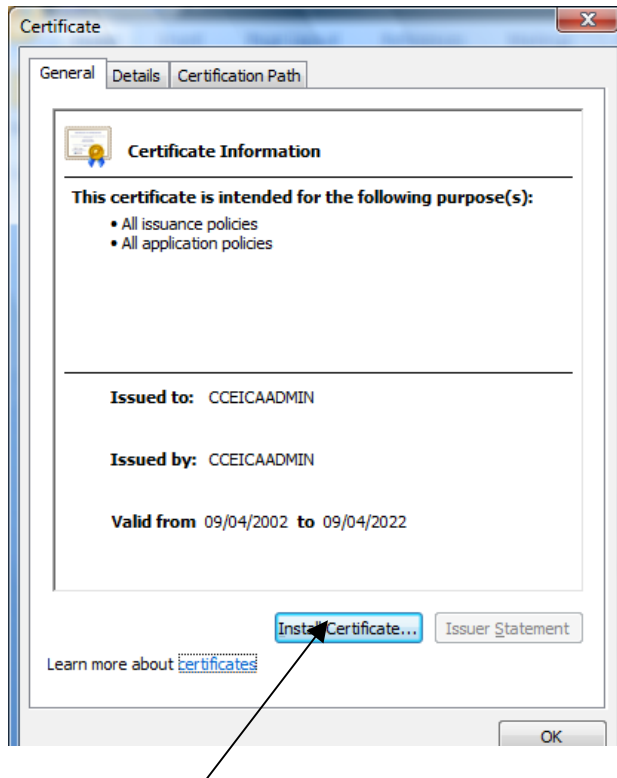 Certificate
General Details Certification Path
Certificate Information
This certificate is intended for the following purpose(s):
• All issuance policies
• All application policies
Issued to: CCEICAADMIN
Issued by: CCEICAADMIN
Valid from 09/04/2002 to 09/04/2022
Install Certificate... Issuer Statement
Learn more about certificates
OK